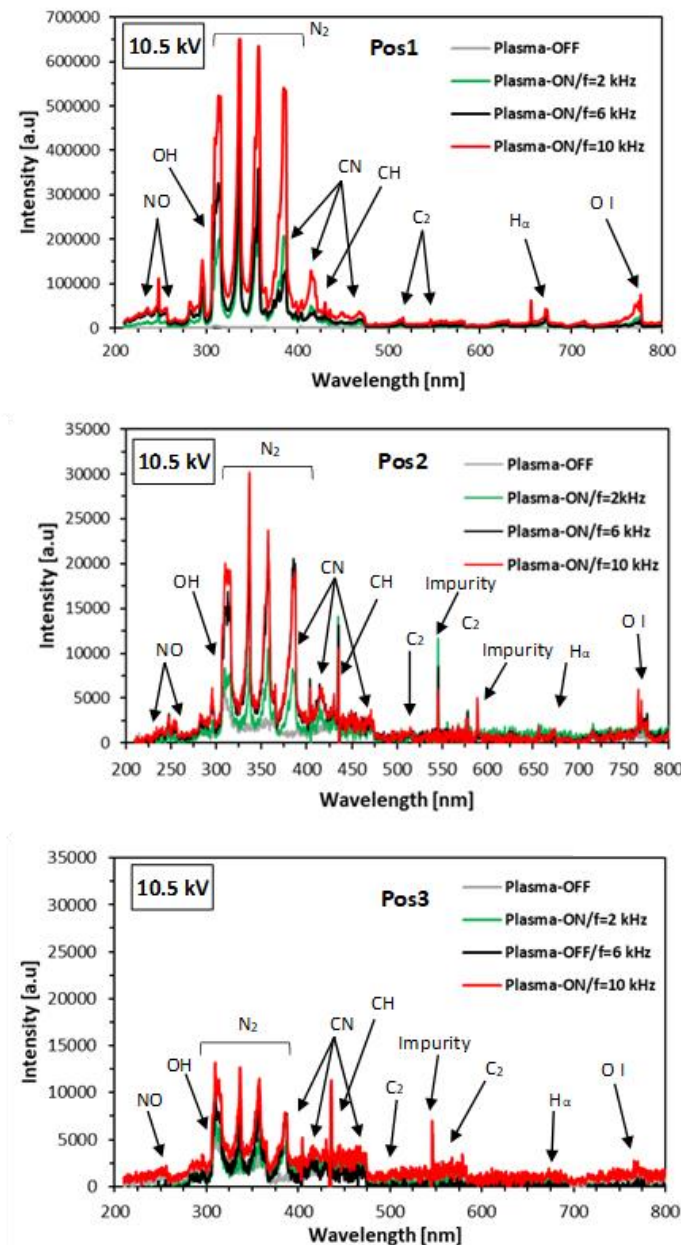 700000
600000
500000
400000
300000
200000
100000
0
Intensity [a.u]
10.5 kV
N₂
Pos1
Plasma-OFF
Plasma-ON/f=2 kHz
Plasma-ON/f=6 kHz
Plasma-ON/f=10 kHz
OH
NO
CN
CH
C₂
Hα
O I
200 300 400 500 600 700 800
Wavelength [nm]
35000
30000
25000
20000
15000
10000
5000
0
Intensity [a.u]
10.5 kV
N₂
Pos2
Plasma-OFF
Plasma-ON/f=2kHz
Plasma-ON/f=6 kHz
Plasma-ON/f=10 kHz
OH
NO
CN
CH
Impurity
C₂
C₂
Impurity
Hα
O I
200 250 300 350 400 450 500 550 600 650 700 750 800
Wavelength [nm]
35000
30000
25000
20000
15000
10000
5000
0
Intensity [a.u]
10.5 kV
Pos3
Plasma-OFF
Plasma-ON/f=2 kHz
Plasma-OFF/f=6 kHz
Plasma-ON/f=10 kHz
N₂
OH
NO
CN
CH
Impurity
C₂
C₂
Hα
O I
200 300 400 500 600 700 800
Wavelength [nm]